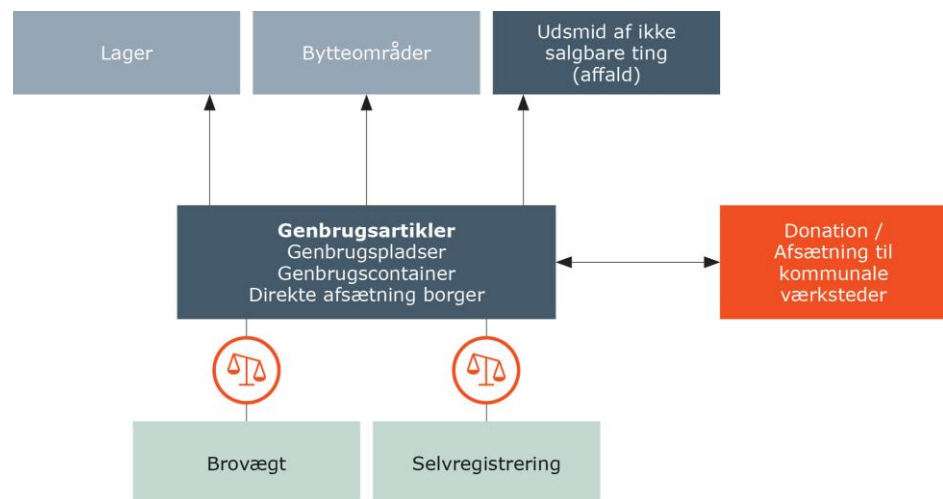 Lager
Bytteområder
Udsmid af ikke
salgbare ting
(affald)
Genbrugsartikler
Genbrugspladser
Genbrugscontainer
Direkte afsætning borger
Donation /
Afsætning til
kommunale
værksteder
Brovægt
Selvregistrering